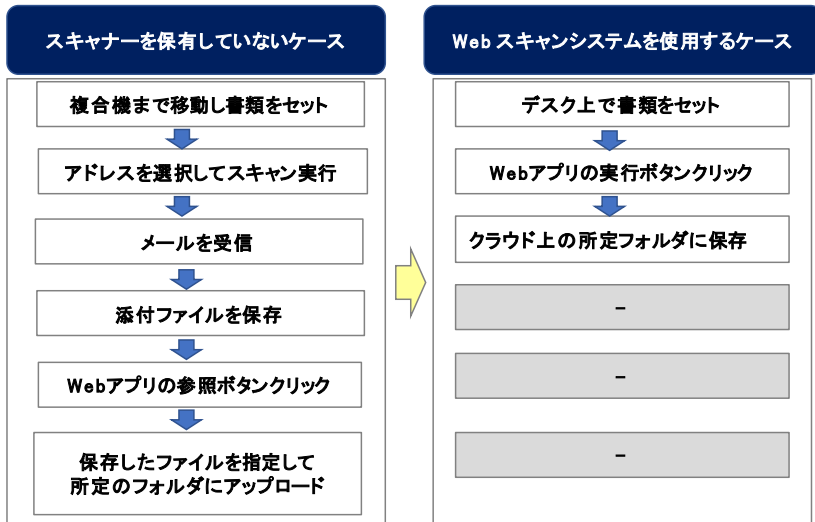 スキャナーを保有していないケース
複合機まで移動し書類をセット
アドレスを選択してスキャン実行
メールを受信
添付ファイルを保存
Webアプリの参照ボタンクリック
保存したファイルを指定して
所定のフォルダにアップロード
Web スキャンシステムを使用するケース
デスク上で書類をセット
Webアプリの実行ボタンクリック
クラウド上の所定フォルダに保存
－
－
－